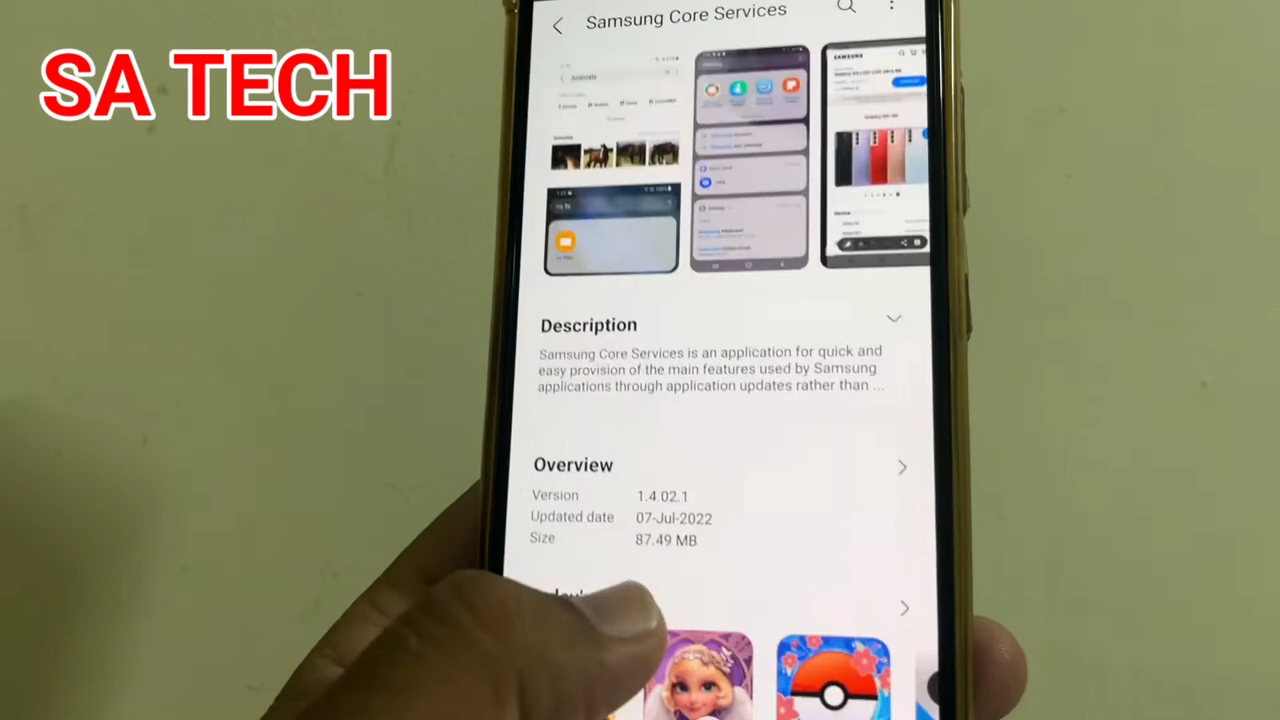 Samsung Core Services
SA TECH
SAMSUNG
Description
Samsung Core Services is an application for quick and
easy provision of the main features used by Samsung
applications through application updates rather than ...
Overview
Version 1.4.02.1
Updated date 07-Jul-2022
Size 87.49 MB